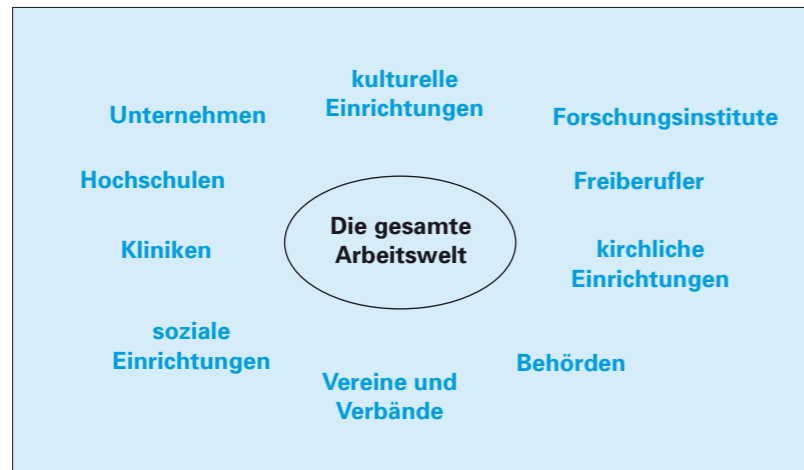 kulturelle
Einrichtungen
Unternehmen
Forschungsinstitute
Hochschulen
Freiberufler
Die gesamte
Arbeitswelt
Kliniken
kirchliche
Einrichtungen
soziale
Einrichtungen
Behörden
Vereine und
Verbände